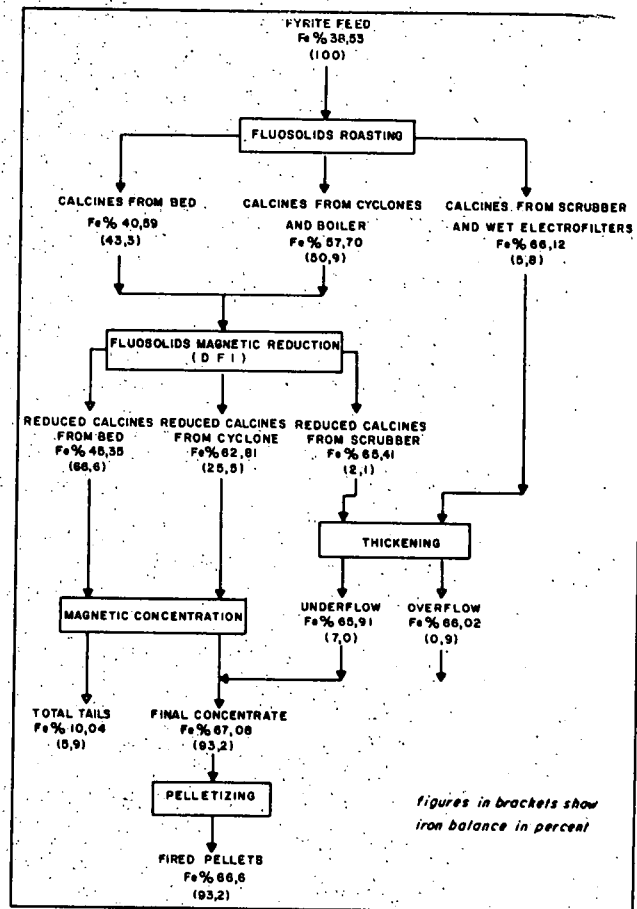 PYRITE FEED
Fe% 38,53
(100)
FLUOSOLIDS ROASTING
CALCINES FROM BED
Fe% 40,59
(43,3)
CALCINES FROM CYCLONES
AND BOILER
Fe% 57,70
(50,9)
CALCINES FROM SCRUBBER
AND WET ELECTROFILTERS
Fe% 66,12
(5,8)
FLUOSOLIDS MAGNETIC REDUCTION
(DFI)
REDUCED CALCINES
FROM BED
Fe% 45,35
(66,6)
REDUCED CALCINES
FROM CYCLONE
Fe% 62,81
(25,5)
REDUCED CALCINES
FROM SCRUBBER
Fe% 65,41
(2,1)
THICKENING
MAGNETIC CONCENTRATION
UNDERFLOW
Fe% 65,91
(7,0)
OVERFLOW
Fe% 66,02
(0,9)
TOTAL TAILS
Fe% 10,04
(5,9)
FINAL CONCENTRATE
Fe% 67,08
(93,2)
PELLETIZING
figures in brackets show
iron balance in percent
FIRED PELLETS
Fe% 66,6
(93,2)